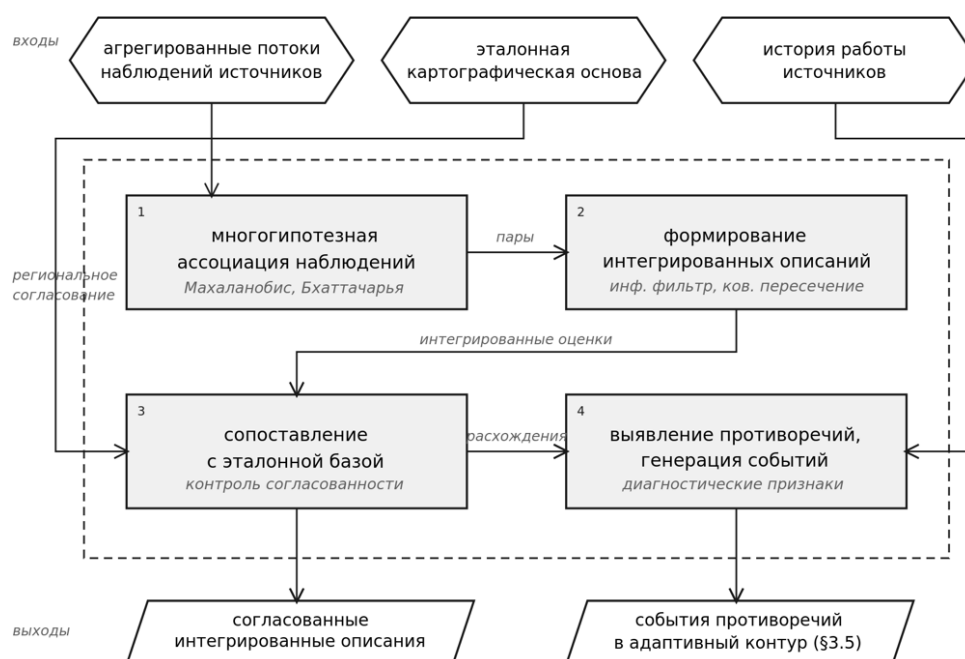 входы
агрегированные потоки
наблюдений источников
эталонная
картографическая основа
история работы
источников
1
многогипотезная
ассоциация наблюдений
Махаланобис, Бхаттачарья
пары
2
формирование
интегрированных описаний
инф. фильтр, ков. пересечение
региональное
согласование
интегрированные оценки
3
сопоставление
с эталонной базой
контроль согласованности
расхождения
4
выявление противоречий,
генерация событий
диагностические признаки
выходы
согласованные
интегрированные описания
события противоречий
в адаптивный контур (§3.5)